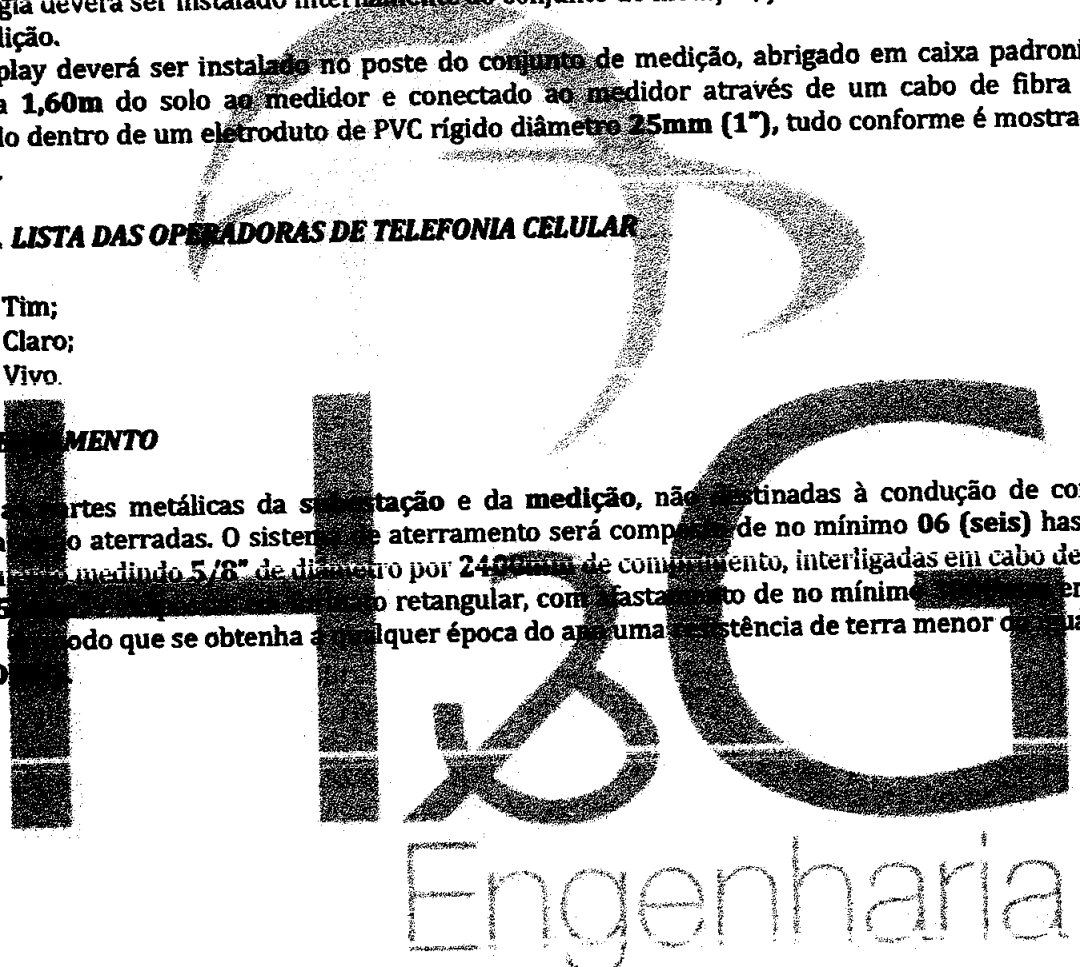 deverá ser instalado
dição.
play deverá ser instalado no poste do conjunto de medição, abrigado em caixa padroni
a 1,60m do solo ao medidor e conectado ao medidor através de um cabo de fibra
do dentro de um eletroduto de PVC rígido diâmetro 25mm (1"), tudo conforme é mostra
. LISTA DAS OPERADORAS DE TELEFONIA CELULAR
Tim;
Claro;
Vivo.
MENTO
partes metálicas da subestação e da medição, não destinadas à condução de co
aterradas. O sistema de aterramento será composto de no mínimo 06 (seis) has
medindo 5/8" de diâmetro por 2400mm de comprimento, interligadas em cabo de
retangular, com afastamento de no mínimo
modo que se obtenha a qualquer época do ano uma resistência de terra menor ou
H&G
Engenharia